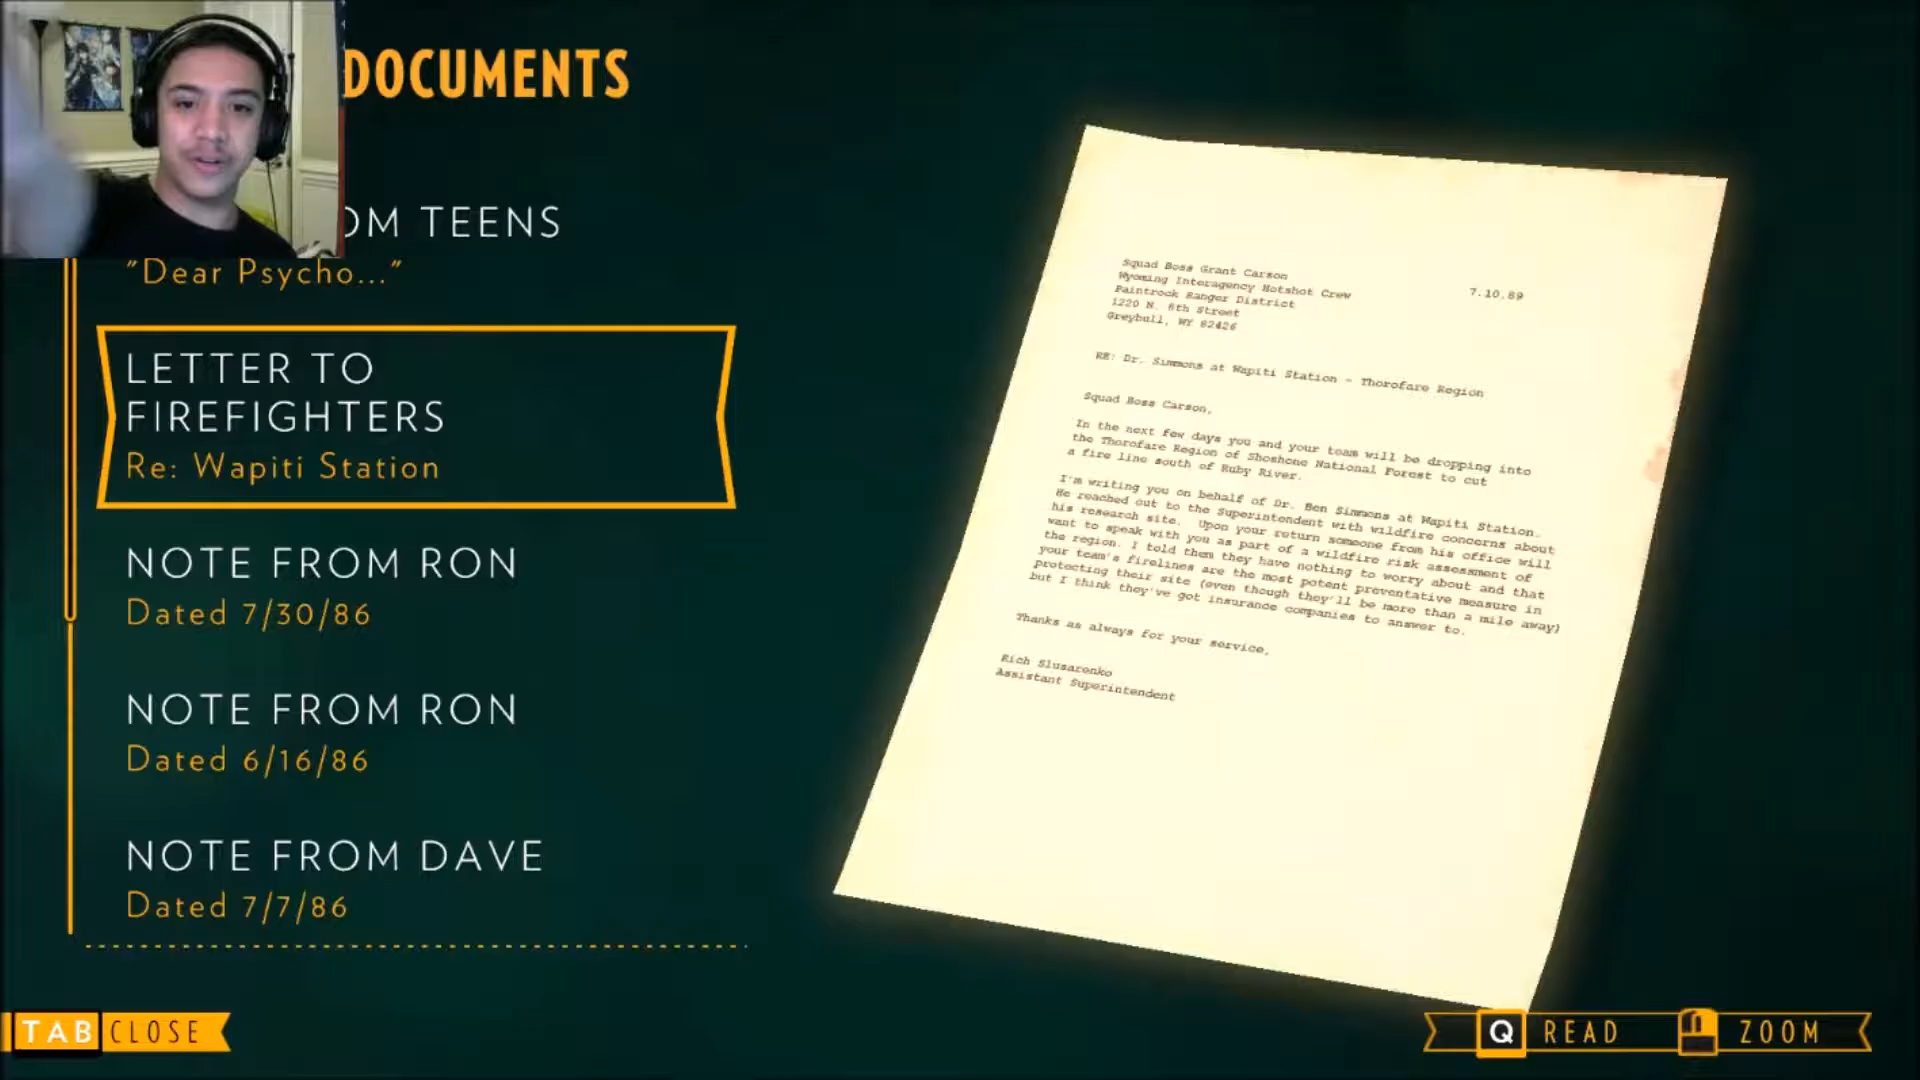 DOCUMENTS
OM TEENS
"Dear Psycho..."
LETTER TO
FIREFIGHTERS
Re: Wapiti Station
NOTE FROM RON
Dated 7/30/86
NOTE FROM RON
Dated 6/16/86
NOTE FROM DAVE
Dated 7/7/86
TAB CLOSE
Squad Boss Grant Carson
Wyoming Interagency Hotshot Crew
Paintrock Ranger District
1220 N. 6th Street
Greybull, WY 82426
7.10.89
RE: Dr. Simmons at Wapiti Station - Thorofare Region
Squad Boss Carson,
In the next few days you and your team will be dropping into
the Thorofare Region of Shoshone National Forest to cut
a fire line south of Ruby River.
I'm writing you on behalf of Dr. Ben Simmons at Wapiti Station.
He reached out to the Superintendent with wildfire concerns about
his research site. Upon your return someone from his office will
want to speak with you as part of a wildfire risk assessment of
the region. I told them they have nothing to worry about and that
your team's firelines are the most potent preventative measure in
protecting their site (even though they'll be more than a mile away)
but I think they've got insurance companies to answer to.
Thanks as always for your service,
Rich Slusarenko
Assistant Superintendent
Q READ
ZOOM